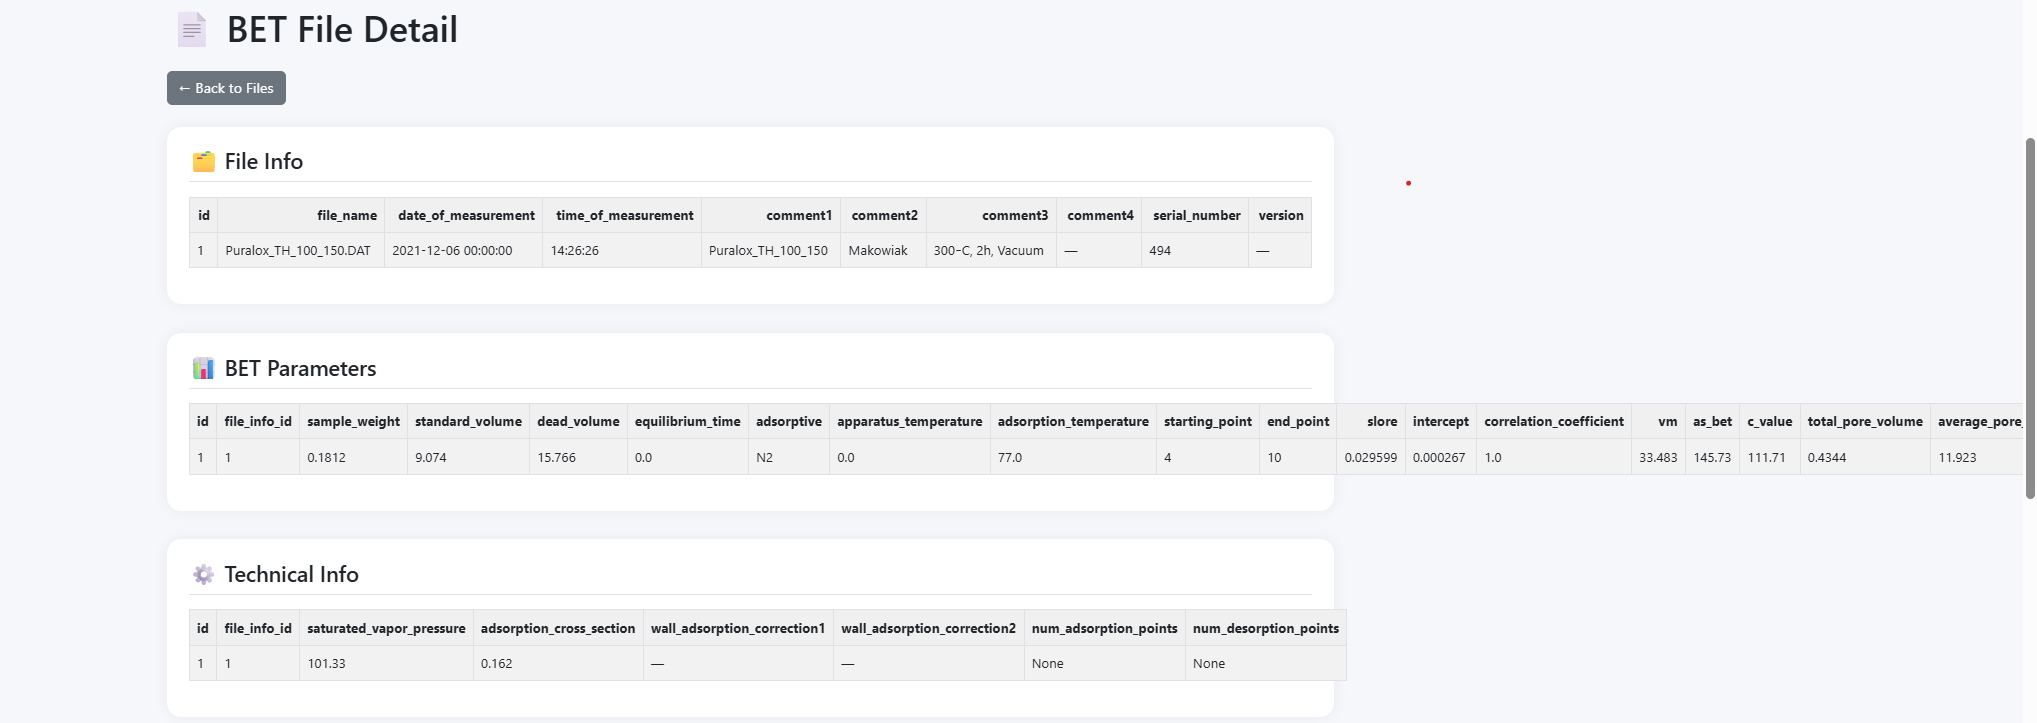 BET File Detail
← Back to Files
File Info
id file_name date_of_measurement time_of_measurement comment1 comment2 comment3 comment4 serial_number version
1 Puralox_TH_100_150.DAT 2021-12-06 00:00:00 14:26:26 Puralox_TH_100_150 Makowiak 300-C, 2h, Vacuum — 494 —
BET Parameters
id file_info_id sample_weight standard_volume dead_volume equilibrium_time adsorptive apparatus_temperature adsorption_temperature starting_point end_point slore intercept correlation_coefficient vm as_bet c_value total_pore_volume average_pore_
1 1 0.1812 9.074 15.766 0.0 N2 0.0 77.0 4 10 0.029599 0.000267 1.0 33.483 145.73 111.71 0.4344 11.923
Technical Info
id file_info_id saturated_vapor_pressure adsorption_cross_section wall_adsorption_correction1 wall_adsorption_correction2 num_adsorption_points num_desorption_points
1 1 101.33 0.162 — — None None